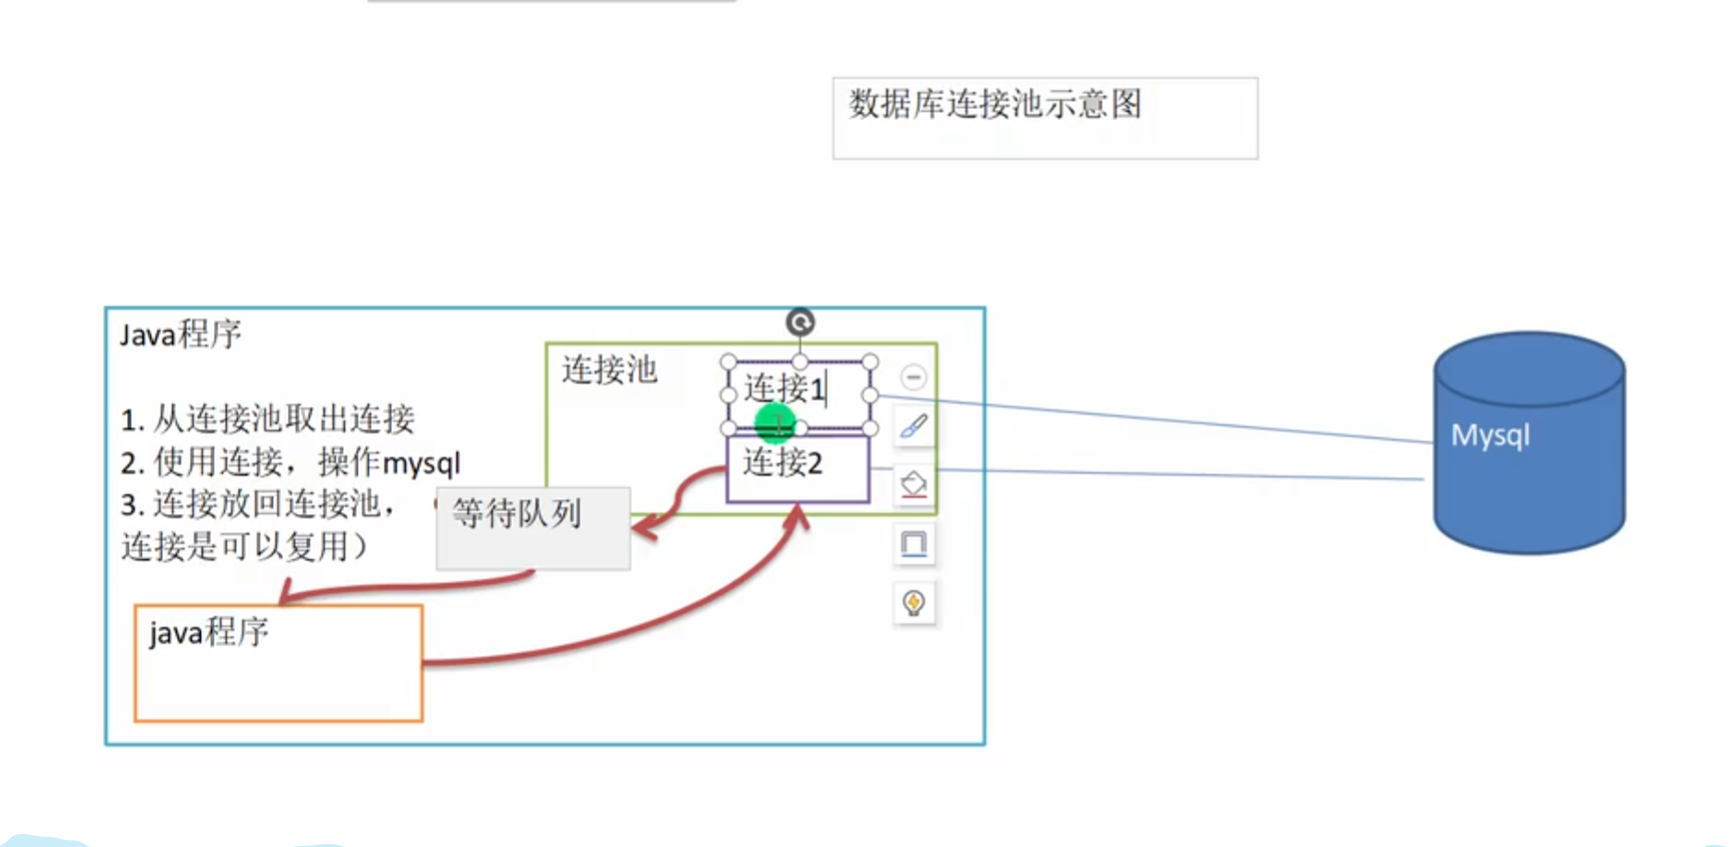 数据库连接池示意图
Java程序
1. 从连接池取出连接
2. 使用连接，操作mysql
3. 连接放回连接池，
连接是可以复用）
连接池
连接1
连接2
等待队列
java程序
Mysql